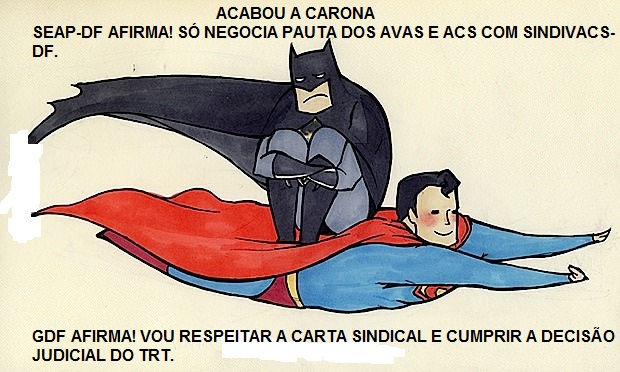 ACABOU A CARONA
SEAP-DF AFIRMA! SÓ NEGOCIA PAUTA DOS AVAS E ACS COM SINDIVACS-
DF.
GDF AFIRMA! VOU RESPEITAR A CARTA SINDICAL E CUMPRIR A DECISÃO
JUDICIAL DO TRT.